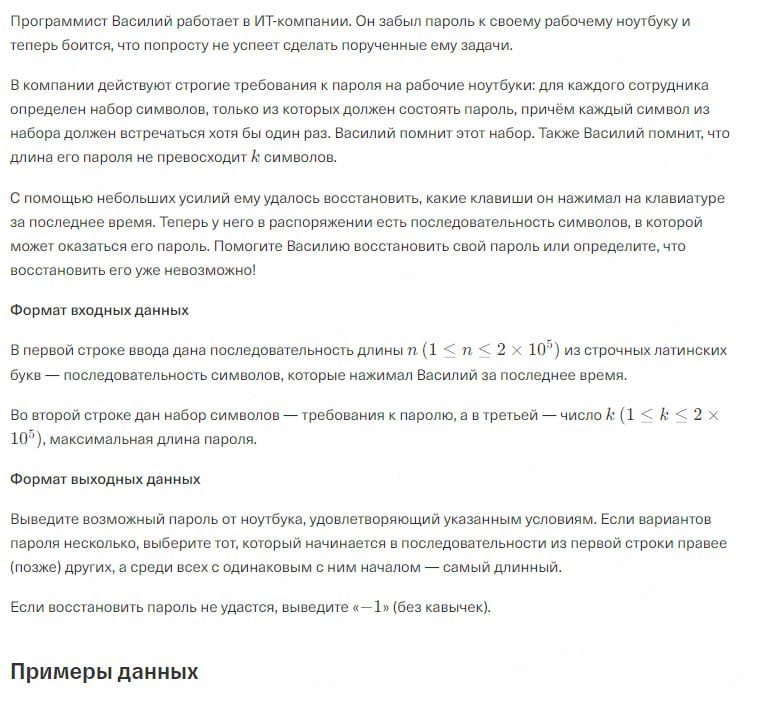 Программист Василий работает в ИТ-компании. Он забыл пароль к своему рабочему ноутбуку и
теперь боится, что попросту не успеет сделать порученные ему задачи.
В компании действуют строгие требования к пароля на рабочие ноутбуки: для каждого сотрудника
определен набор символов, только из которых должен состоять пароль, причём каждый символ из
набора должен встречаться хотя бы один раз. Василий помнит этот набор. Также Василий помнит, что
длина его пароля не превосходит k символов.
С помощью небольших усилий ему удалось восстановить, какие клавиши он нажимал на клавиатуре
за последнее время. Теперь у него в распоряжении есть последовательность символов, в которой
может оказаться его пароль. Помогите Василию восстановить свой пароль или определите, что
восстановить его уже невозможно!
Формат входных данных
В первой строке ввода дана последовательность длины n (1 ≤ n ≤ 2 × 10⁵) из строчных латинских
букв — последовательность символов, которые нажимал Василий за последнее время.
Во второй строке дан набор символов — требования к паролю, а в третьей — число k (1 ≤ k ≤ 2 ×
10⁵), максимальная длина пароля.
Формат выходных данных
Выведите возможный пароль от ноутбука, удовлетворяющий указанным условиям. Если вариантов
пароля несколько, выберите тот, который начинается в последовательности из первой строки правее
(позже) других, а среди всех с одинаковым с ним началом — самый длинный.
Если восстановить пароль не удастся, выведите «−1» (без кавычек).
Примеры данных